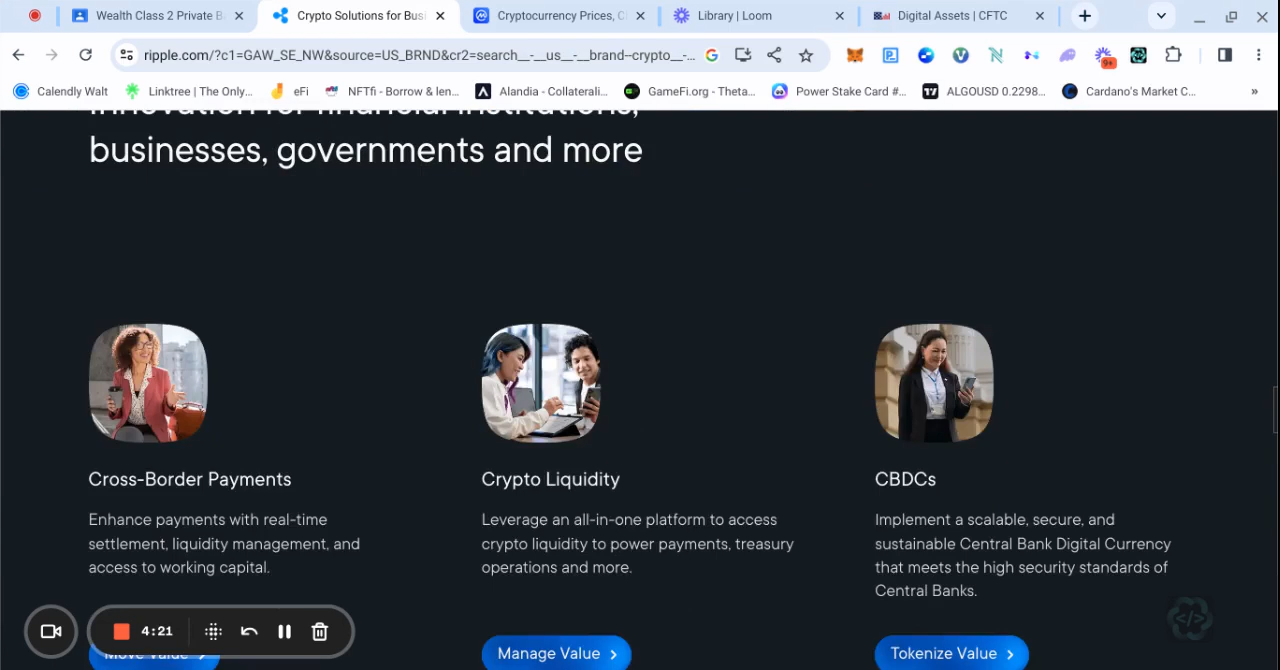 Wealth Class 2 Private B
Crypto Solutions for Busi
Cryptocurrency Prices, C
Library | Loom
Digital Assets | CFTC
ripple.com/?c1=GAW_SE_NW&source=US_BRND&cr2=search__-__us__-__brand--crypto__-...
9+
Calendly Walt
Linktree | The Only...
eFi
NFTfi - Borrow & len...
Alandia - Collaterali...
GameFi.org - Theta...
Power Stake Card #...
ALGOUSD 0.2298...
Cardano's Market C...
»
Innovation for financial institutions,
businesses, governments and more
Cross-Border Payments
Enhance payments with real-time
settlement, liquidity management, and
access to working capital.
Move Value
Crypto Liquidity
Leverage an all-in-one platform to access
crypto liquidity to power payments, treasury
operations and more.
Manage Value
CBDCs
Implement a scalable, secure, and
sustainable Central Bank Digital Currency
that meets the high security standards of
Central Banks.
Tokenize Value
4:21